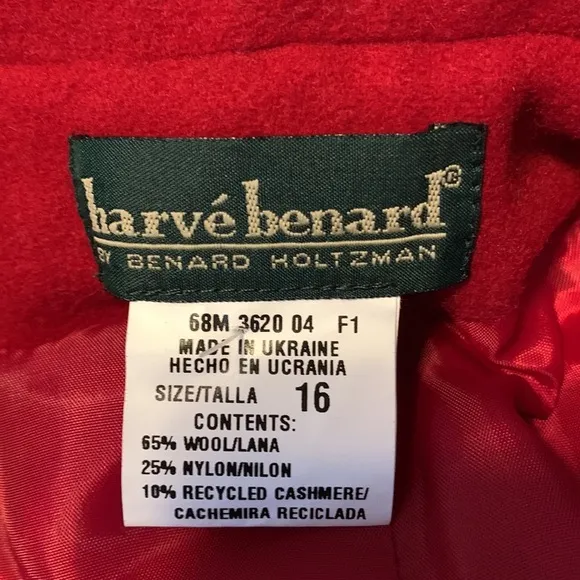 harvé benard®
BY BENARD HOLTZMAN
68M 3620 04 F1
MADE IN UKRAINE
HECHO EN UCRANIA
SIZE/TALLA 16
CONTENTS:
65% WOOL/LANA
25% NYLON/NILON
10% RECYCLED CASHMERE/
CACHEMIRA RECICLADA